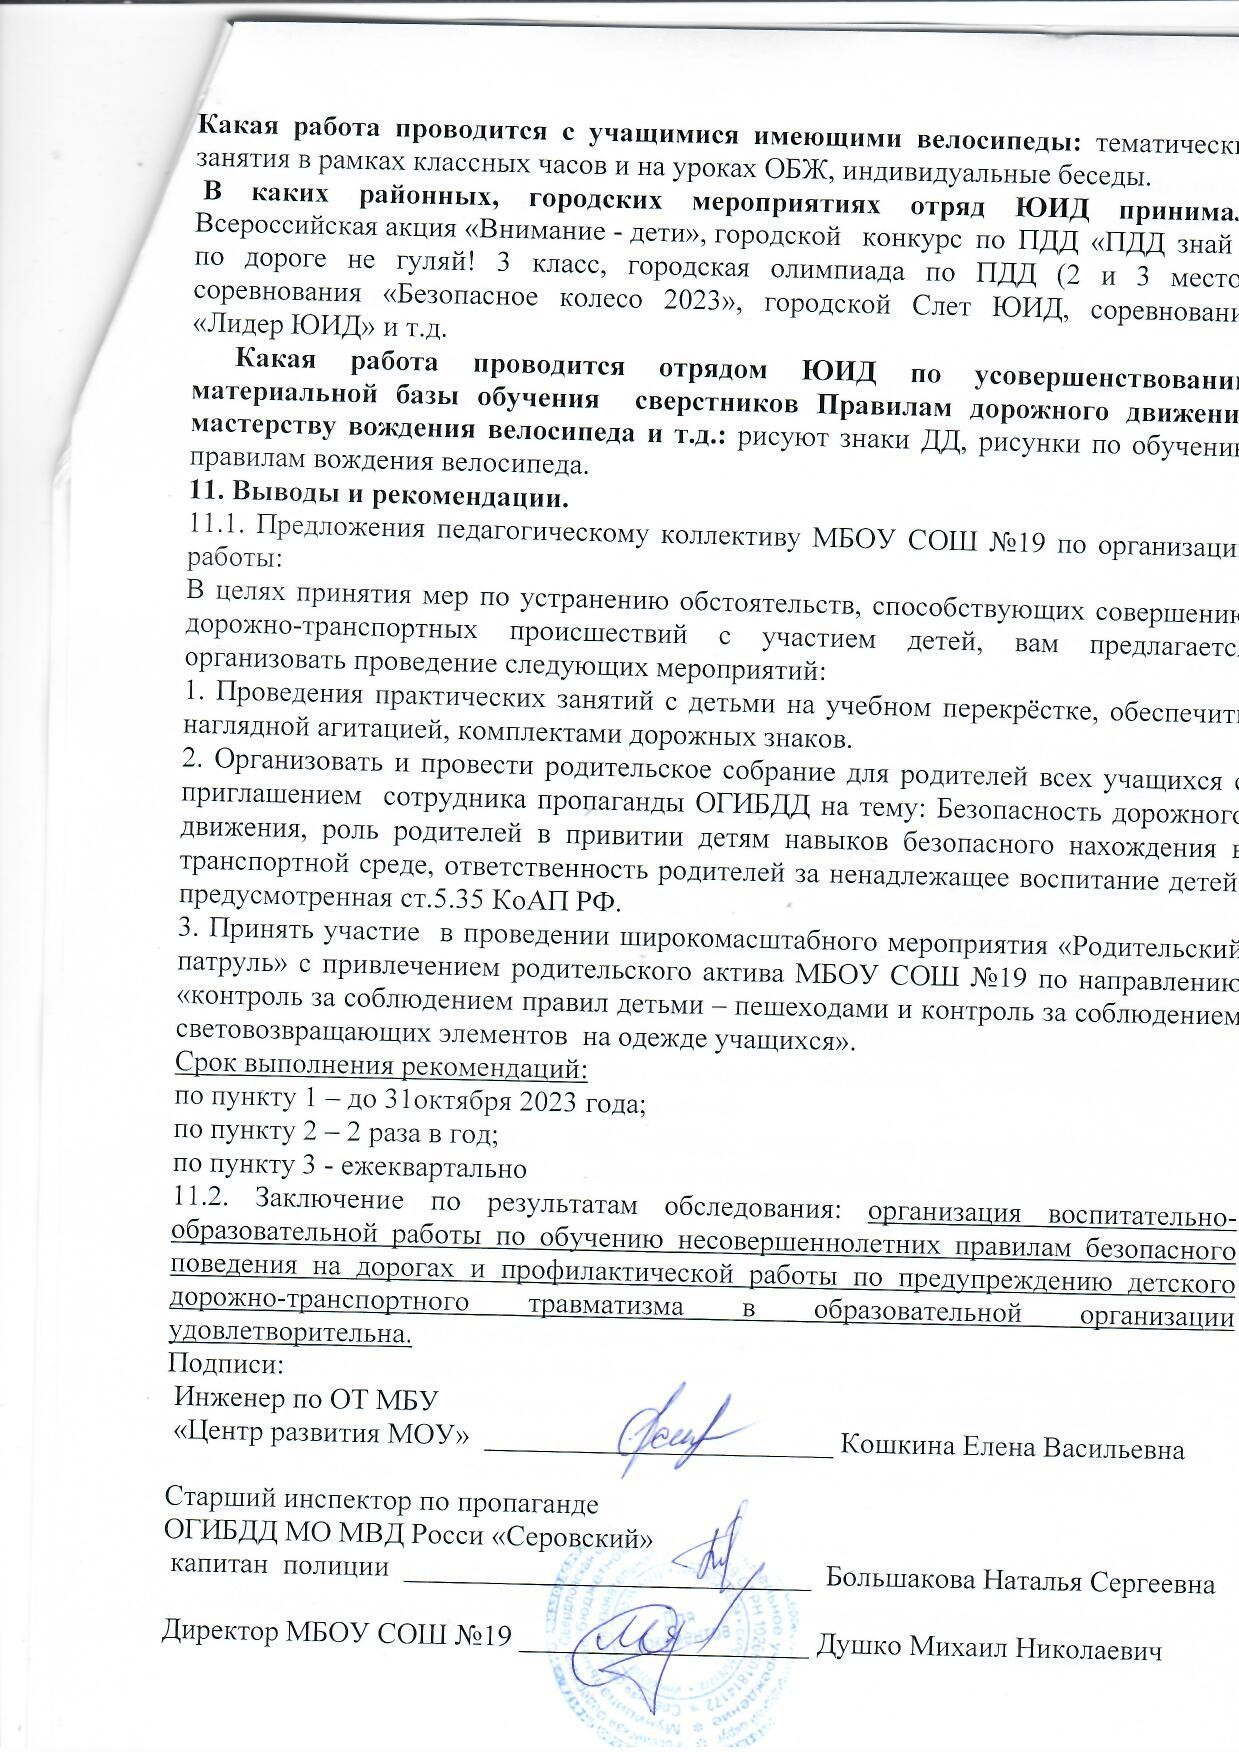 Какая работа проводится с учащимися имеющими велосипеды: тематически
занятия в рамках классных часов и на уроках ОБЖ, индивидуальные беседы.
В каких районных, городских мероприятиях отряд ЮИД принимал
Всероссийская акция «Внимание - дети», городской конкурс по ПДД «ПДД знай
по дороге не гуляй! 3 класс, городская олимпиада по ПДД (2 и 3 место
соревнования «Безопасное колесо 2023», городской Слет ЮИД, соревновани
«Лидер ЮИД» и т.д.
Какая работа проводится отрядом ЮИД по усовершенствовани
материальной базы обучения сверстников Правилам дорожного движени
мастерству вождения велосипеда и т.д.: рисуют знаки ДД, рисунки по обучению
правилам вождения велосипеда.
11. Выводы и рекомендации.
11.1. Предложения педагогическому коллективу МБОУ СОШ №19 по организаци
работы:
В целях принятия мер по устранению обстоятельств, способствующих совершению
дорожно-транспортных происшествий с участием детей, вам предлагаетс
организовать проведение следующих мероприятий:
1. Проведения практических занятий с детьми на учебном перекрёстке, обеспечить
наглядной агитацией, комплектами дорожных знаков.
2. Организовать и провести родительское собрание для родителей всех учащихся с
приглашением сотрудника пропаганды ОГИБДД на тему: Безопасность дорожного
движения, роль родителей в привитии детям навыков безопасного нахождения в
транспортной среде, ответственность родителей за ненадлежащее воспитание детей
предусмотренная ст.5.35 КоАП РФ.
3. Принять участие в проведении широкомасштабного мероприятия «Родительский
патруль» с привлечением родительского актива МБОУ СОШ №19 по направлению
«контроль за соблюдением правил детьми – пешеходами и контроль за соблюдением
световозвращающих элементов на одежде учащихся».
Срок выполнения рекомендаций:
по пункту 1 – до 31октября 2023 года;
по пункту 2 – 2 раза в год;
по пункту 3 - ежеквартально
11.2. Заключение по результатам обследования: организация воспитательно-
образовательной работы по обучению несовершеннолетних правилам безопасного
поведения на дорогах и профилактической работы по предупреждению детского
дорожно-транспортного травматизма в образовательной организации
удовлетворительна.
Подписи:
Инженер по ОТ МБУ
«Центр развития МОУ» Кошкина Елена Васильевна
Старший инспектор по пропаганде
ОГИБДД МО МВД Росси «Серовский»
капитан полиции Большакова Наталья Сергеевна
Директор МБОУ СОШ №19 Душко Михаил Николаевич